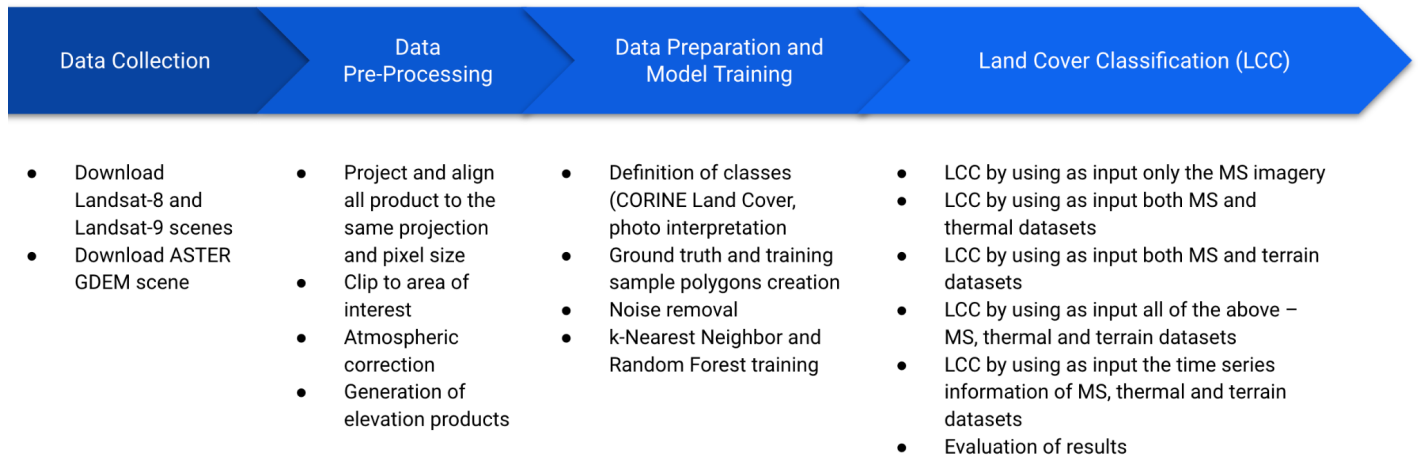 Data Collection
Data
Pre-Processing
Data Preparation and
Model Training
Land Cover Classification (LCC)
● Download
Landsat-8 and
Landsat-9 scenes
● Download ASTER
GDEM scene
● Project and align
all product to the
same projection
and pixel size
● Clip to area of
interest
● Atmospheric
correction
● Generation of
elevation products
● Definition of classes
(CORINE Land Cover,
photo interpretation
● Ground truth and training
sample polygons creation
● Noise removal
● k-Nearest Neighbor and
Random Forest training
● LCC by using as input only the MS imagery
● LCC by using as input both MS and
thermal datasets
● LCC by using as input both MS and terrain
datasets
● LCC by using as input all of the above –
MS, thermal and terrain datasets
● LCC by using as input the time series
information of MS, thermal and terrain
datasets
● Evaluation of results